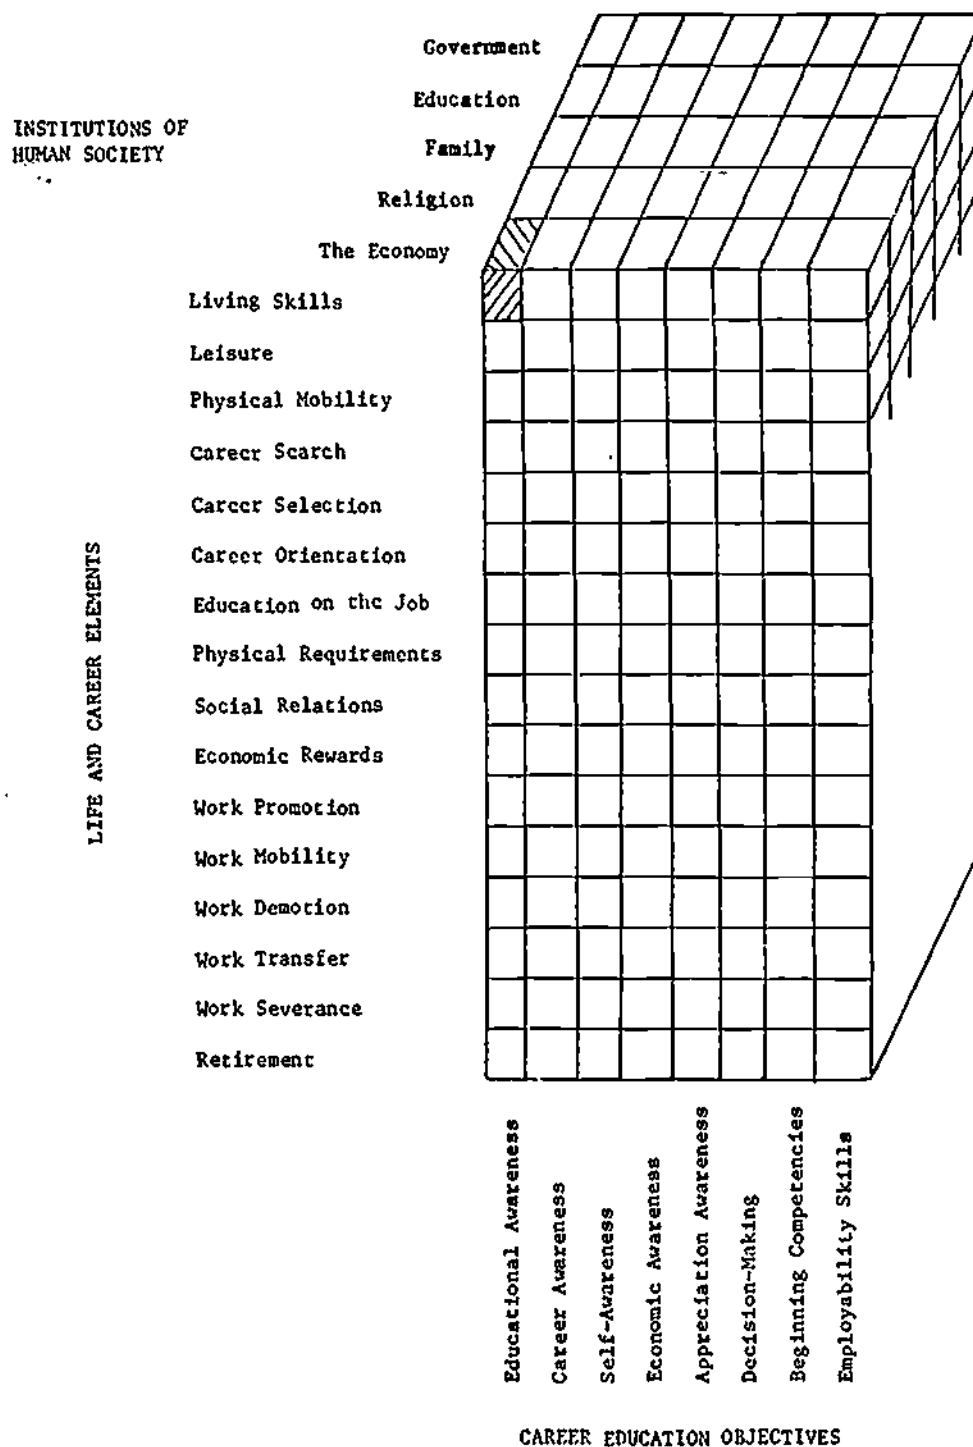 Government
Education
INSTITUTIONS OF
HUMAN SOCIETY
Family
Religion
The Economy
Living Skills
Leisure
Physical Mobility
Career Search
Career Selection
Career Orientation
Education on the Job
Physical Requirements
Social Relations
Economic Rewards
Work Promotion
Work Mobility
Work Demotion
Work Transfer
Work Severance
Retirement
LIFE AND CAREER ELEMENTS
Educational Awareness
Career Awareness
Self-Awareness
Economic Awareness
Appreciation Awareness
Decision-Making
Beginning Competencies
Employability Skills
CAREER EDUCATION OBJECTIVES